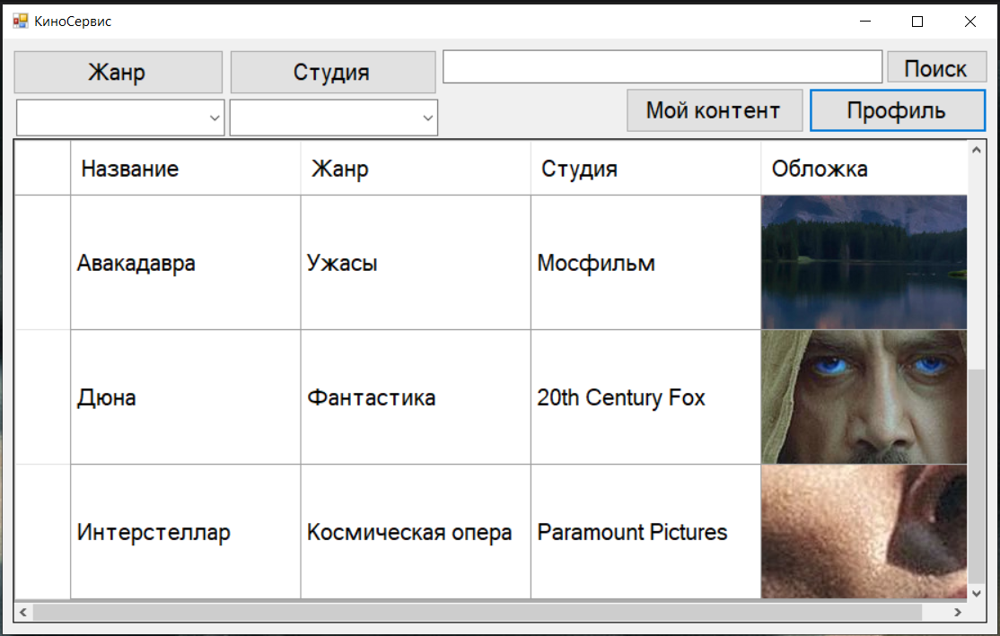 КиноСервис
Жанр Студия Поиск
Мой контент Профиль
Название Жанр Студия Обложка
Авакадавра Ужасы Мосфильм
Дюна Фантастика 20th Century Fox
Интерстеллар Космическая опера Paramount Pictures